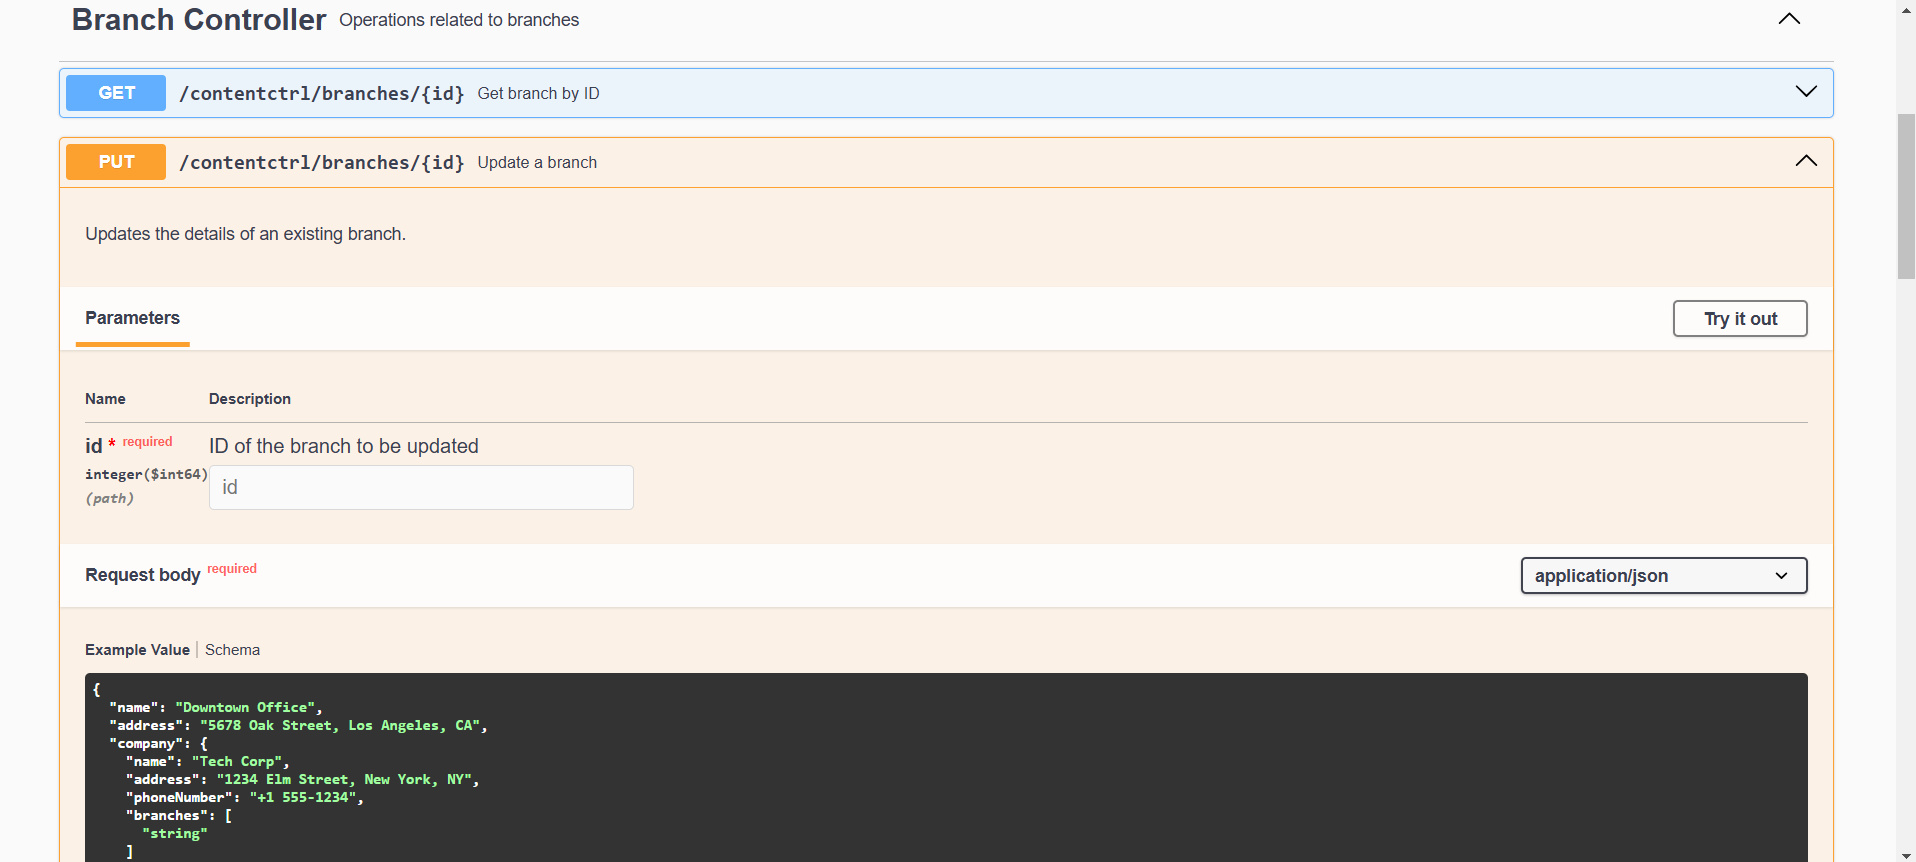 Branch Controller Operations related to branches
GET /contentctrl/branches/{id} Get branch by ID
PUT /contentctrl/branches/{id} Update a branch
Updates the details of an existing branch.
Parameters Try it out
Name Description
id * required ID of the branch to be updated
integer($int64) id
(path)
Request body required application/json
Example Value | Schema
{
  "name": "Downtown Office",
  "address": "5678 Oak Street, Los Angeles, CA",
  "company": {
    "name": "Tech Corp",
    "address": "1234 Elm Street, New York, NY",
    "phoneNumber": "+1 555-1234",
    "branches": [
      "string"
    ]